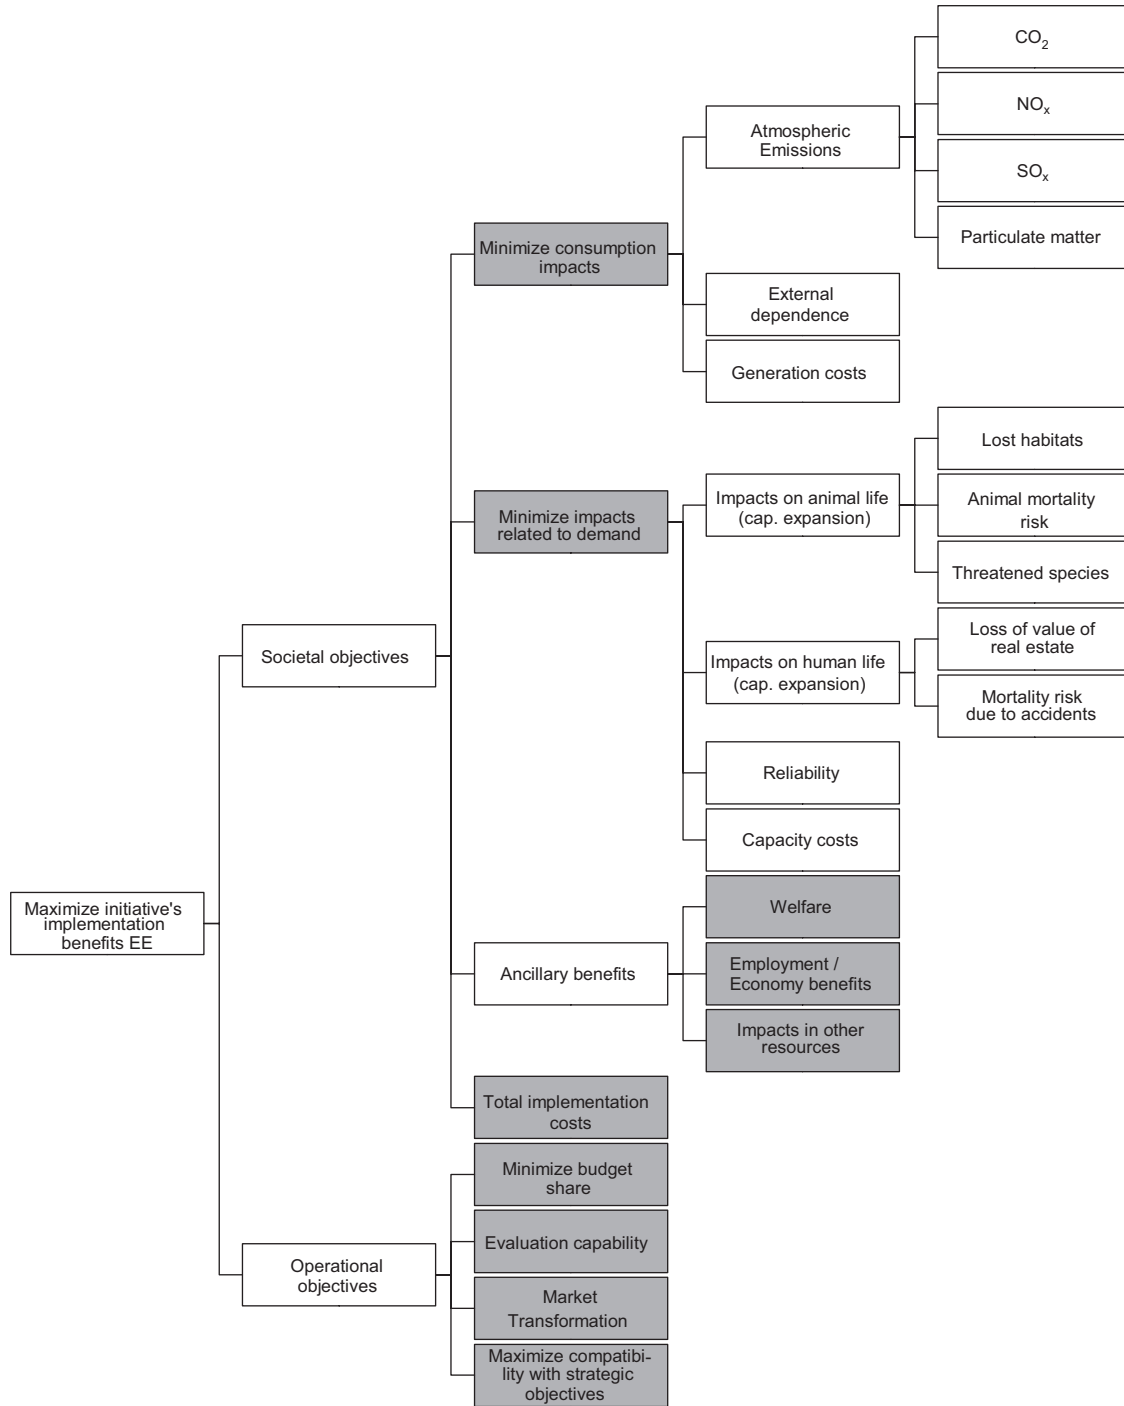 CO₂
NOₓ
Atmospheric
Emissions
SOₓ
Particulate matter
Minimize consumption
impacts
External
dependence
Generation costs
Lost habitats
Impacts on animal life
(cap. expansion)
Animal mortality
risk
Minimize impacts
related to demand
Threatened species
Loss of value of
real estate
Societal objectives
Impacts on human life
(cap. expansion)
Mortality risk
due to accidents
Reliability
Capacity costs
Welfare
Maximize initiative's
implementation
benefits EE
Ancillary benefits
Employment /
Economy benefits
Impacts in other
resources
Total implementation
costs
Minimize budget
share
Evaluation capability
Operational
objectives
Market
Transformation
Maximize compatibi-
lity with strategic
objectives